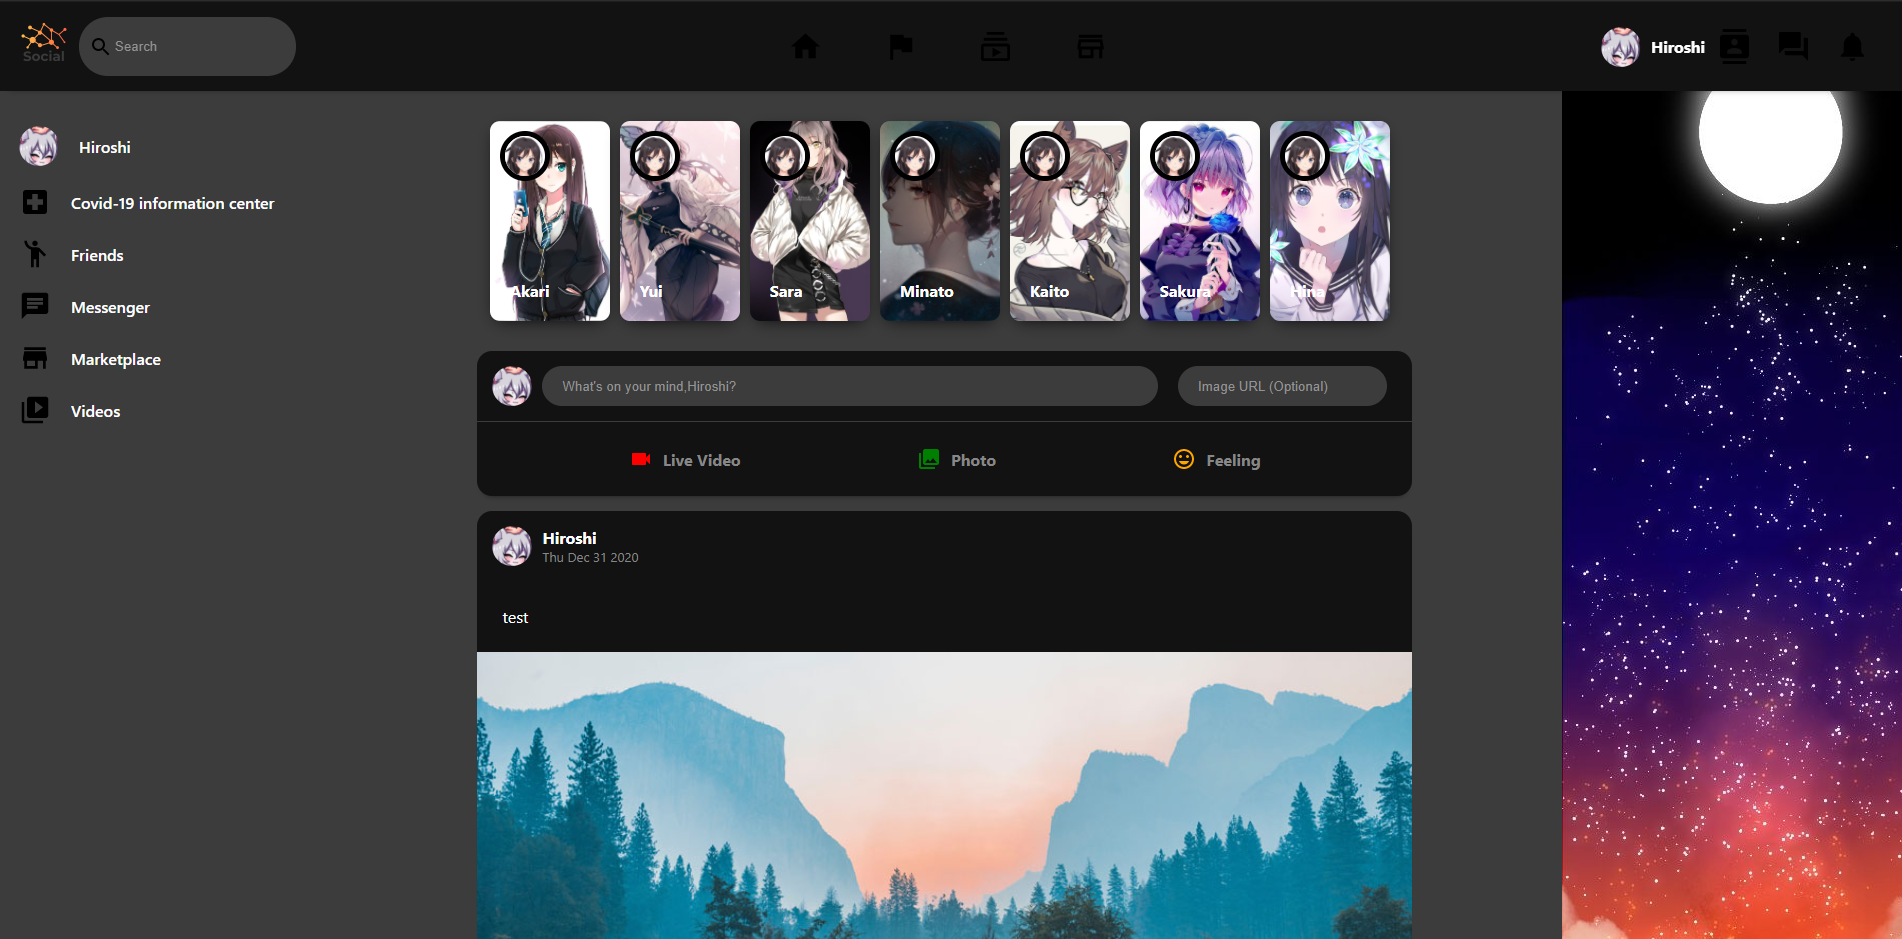 Social
Search
Hiroshi
Hiroshi
Covid-19 information center
Friends
Messenger
Marketplace
Videos
Akari
Yui
Sara
Minato
Kaito
Sakura
Hina
What's on your mind,Hiroshi?
Image URL (Optional)
Live Video
Photo
Feeling
Hiroshi
Thu Dec 31 2020
test